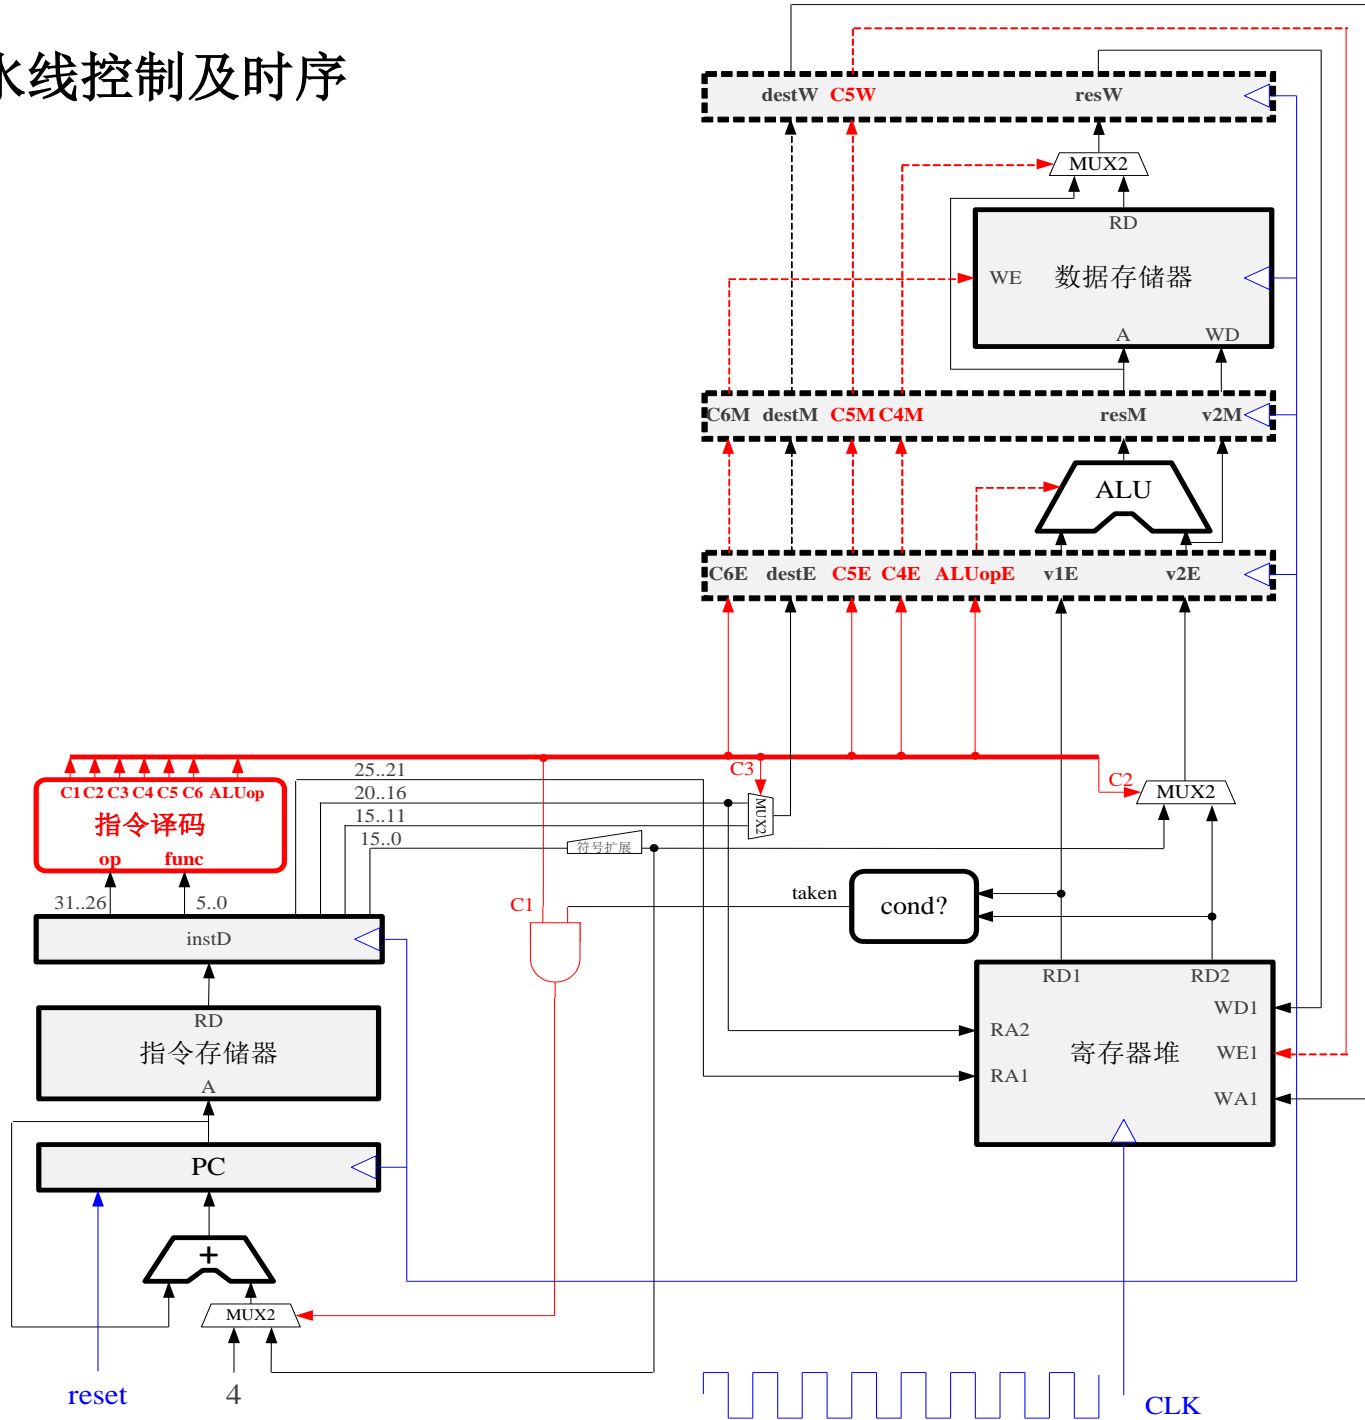 水线控制及时序
destW C5W resW
MUX2
RD
WE 数据存储器
A WD
C6M destM C5M C4M resM v2M
ALU
C6E destE C5E C4E ALUopE v1E v2E
C3
C2
MUX2
MUX2
25..21
20..16
15..11
15..0
符号扩展
C1 C2 C3 C4 C5 C6 ALUop
指令译码
op func
31..26 5..0
instD
C1
taken
cond?
RD
指令存储器
A
RD1 RD2
WD1
RA2 寄存器堆 WE1
RA1
WA1
PC
+
MUX2
reset 4
CLK